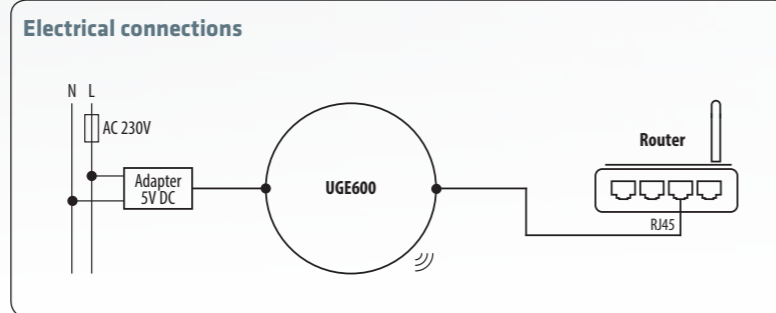 Electrical connections
N L
AC 230V
Adapter
5V DC
UGE600
Router
RJ45